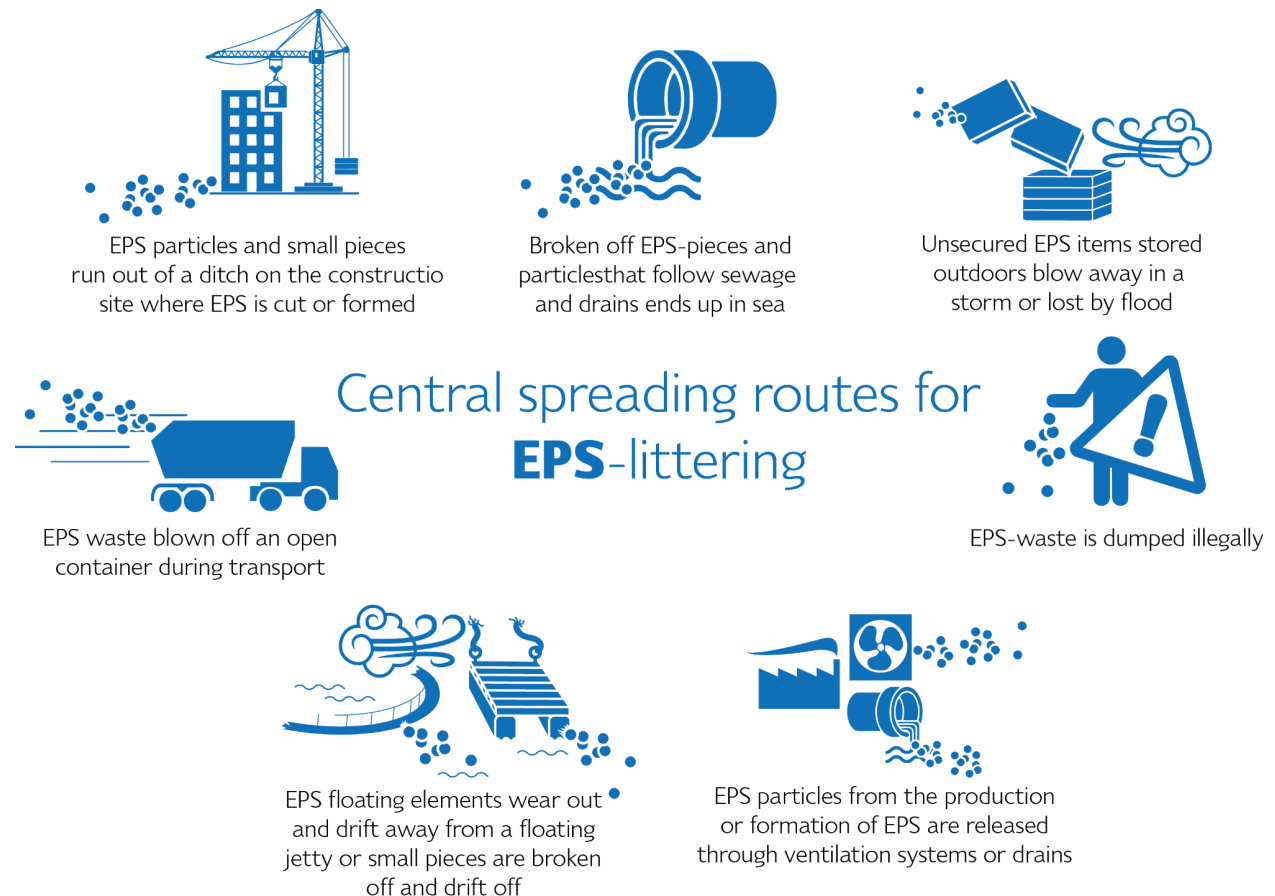 EPS particles and small pieces
run out of a ditch on the constructio
site where EPS is cut or formed
Broken off EPS-pieces and
particlesthat follow sewage
and drains ends up in sea
Unsecured EPS items stored
outdoors blow away in a
storm or lost by flood
Central spreading routes for
EPS-littering
EPS waste blown off an open
container during transport
EPS-waste is dumped illegally
EPS floating elements wear out
and drift away from a floating
jetty or small pieces are broken
off and drift off
EPS particles from the production
or formation of EPS are released
through ventilation systems or drains